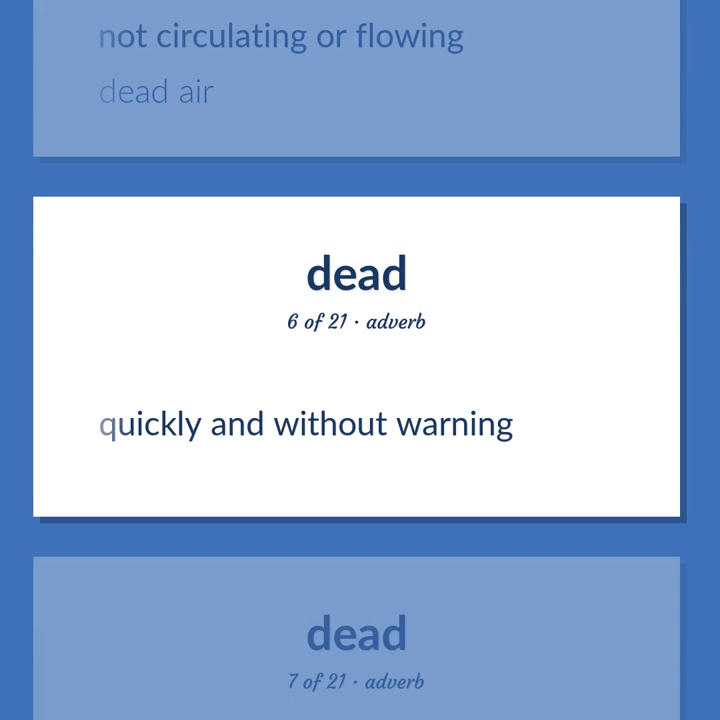 not circulating or flowing
dead air
dead
6 of 21 · adverb
quickly and without warning
dead
7 of 21 · adverb